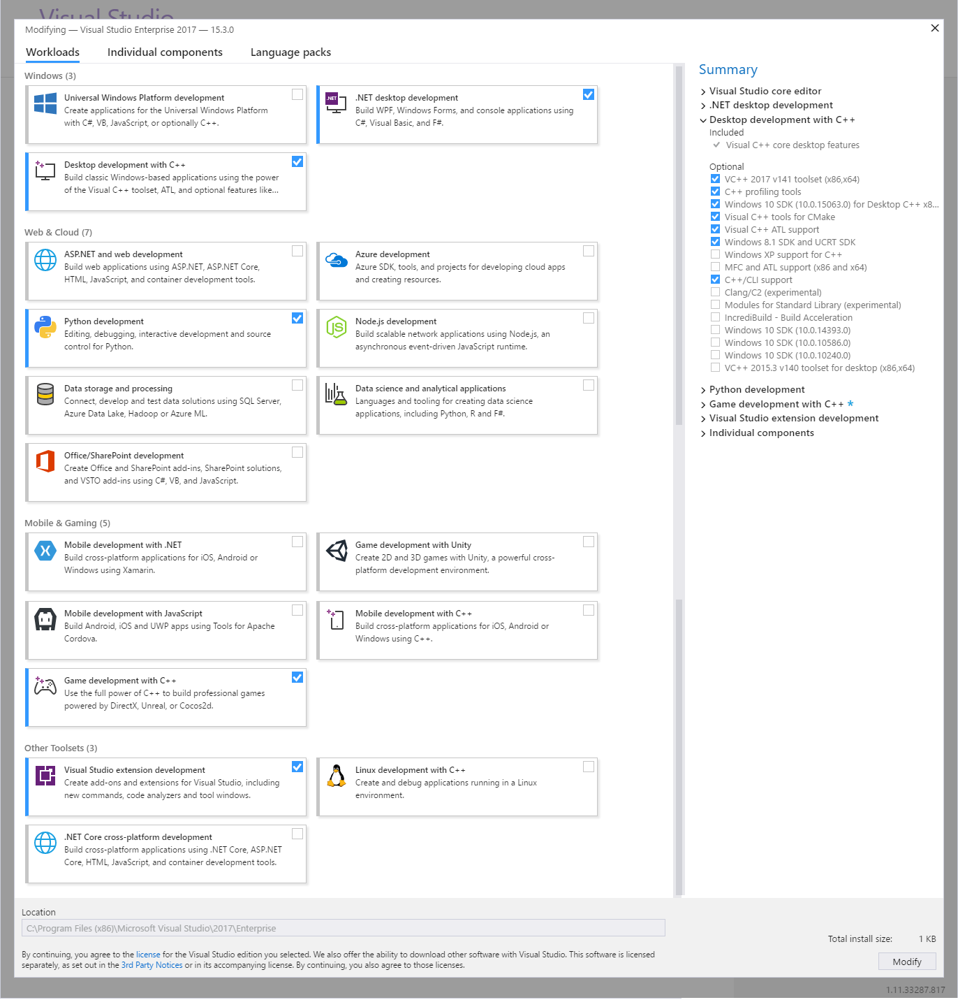 Visual Studio
Modifying — Visual Studio Enterprise 2017 — 15.3.0
Workloads
Individual components
Language packs
Windows (3)
Universal Windows Platform development
Create applications for the Universal Windows Platform
with C#, VB, JavaScript, or optionally C++.
.NET
.NET desktop development
Build WPF, Windows Forms, and console applications using
C#, Visual Basic, and F#.
Desktop development with C++
Build classic Windows-based applications using the power
of the Visual C++ toolset, ATL, and optional features like...
Web & Cloud (7)
ASP.NET and web development
Build web applications using ASP.NET, ASP.NET Core,
HTML, JavaScript, and container development tools.
Azure development
Azure SDK, tools, and projects for developing cloud apps
and creating resources.
Python development
Editing, debugging, interactive development and source
control for Python.
JS
Node.js development
Build scalable network applications using Node.js, an
asynchronous event-driven JavaScript runtime.
Data storage and processing
Connect, develop and test data solutions using SQL Server,
Azure Data Lake, Hadoop or Azure ML.
Data science and analytical applications
Languages and tooling for creating data science
applications, including Python, R and F#.
Office/SharePoint development
Create Office and SharePoint add-ins, SharePoint solutions,
and VSTO add-ins using C#, VB, and JavaScript.
Mobile & Gaming (5)
Mobile development with .NET
Build cross-platform applications for iOS, Android or
Windows using Xamarin.
Game development with Unity
Create 2D and 3D games with Unity, a powerful cross-
platform development environment.
Mobile development with JavaScript
Build Android, iOS and UWP apps using Tools for Apache
Cordova.
Mobile development with C++
Build cross-platform applications for iOS, Android or
Windows using C++.
Game development with C++
Use the full power of C++ to build professional games
powered by DirectX, Unreal, or Cocos2d.
Other Toolsets (3)
Visual Studio extension development
Create add-ons and extensions for Visual Studio, including
new commands, code analyzers and tool windows.
Linux development with C++
Create and debug applications running in a Linux
environment.
.NET Core cross-platform development
Build cross-platform applications using .NET Core, ASP.NET
Core, HTML, JavaScript, and container development tools.
Summary
Visual Studio core editor
.NET desktop development
Desktop development with C++
Included
Visual C++ core desktop features
Optional
VC++ 2017 v141 toolset (x86,x64)
C++ profiling tools
Windows 10 SDK (10.0.15063.0) for Desktop C++ x8...
Visual C++ tools for CMake
Visual C++ ATL support
Windows 8.1 SDK and UCRT SDK
Windows XP support for C++
MFC and ATL support (x86 and x64)
C++/CLI support
Clang/C2 (experimental)
Modules for Standard Library (experimental)
IncrediBuild - Build Acceleration
Windows 10 SDK (10.0.14393.0)
Windows 10 SDK (10.0.10586.0)
Windows 10 SDK (10.0.10240.0)
VC++ 2015.3 v140 toolset for desktop (x86,x64)
Python development
Game development with C++ *
Visual Studio extension development
Individual components
Location
C:\Program Files (x86)\Microsoft Visual Studio\2017\Enterprise
Total install size: 1 KB
By continuing, you agree to the license for the Visual Studio edition you selected. We also offer the ability to download other software with Visual Studio. This software is licensed
separately, as set out in the 3rd Party Notices or in its accompanying license. By continuing, you also agree to those licenses.
Modify
1.11.33287.817